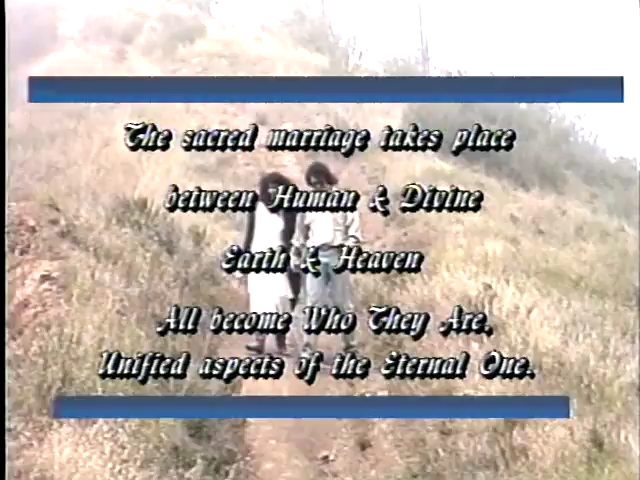 The sacred marriage takes place
between Human & Divine
Earth & Heaven
All become Who They Are,
Unified aspects of the Eternal One.